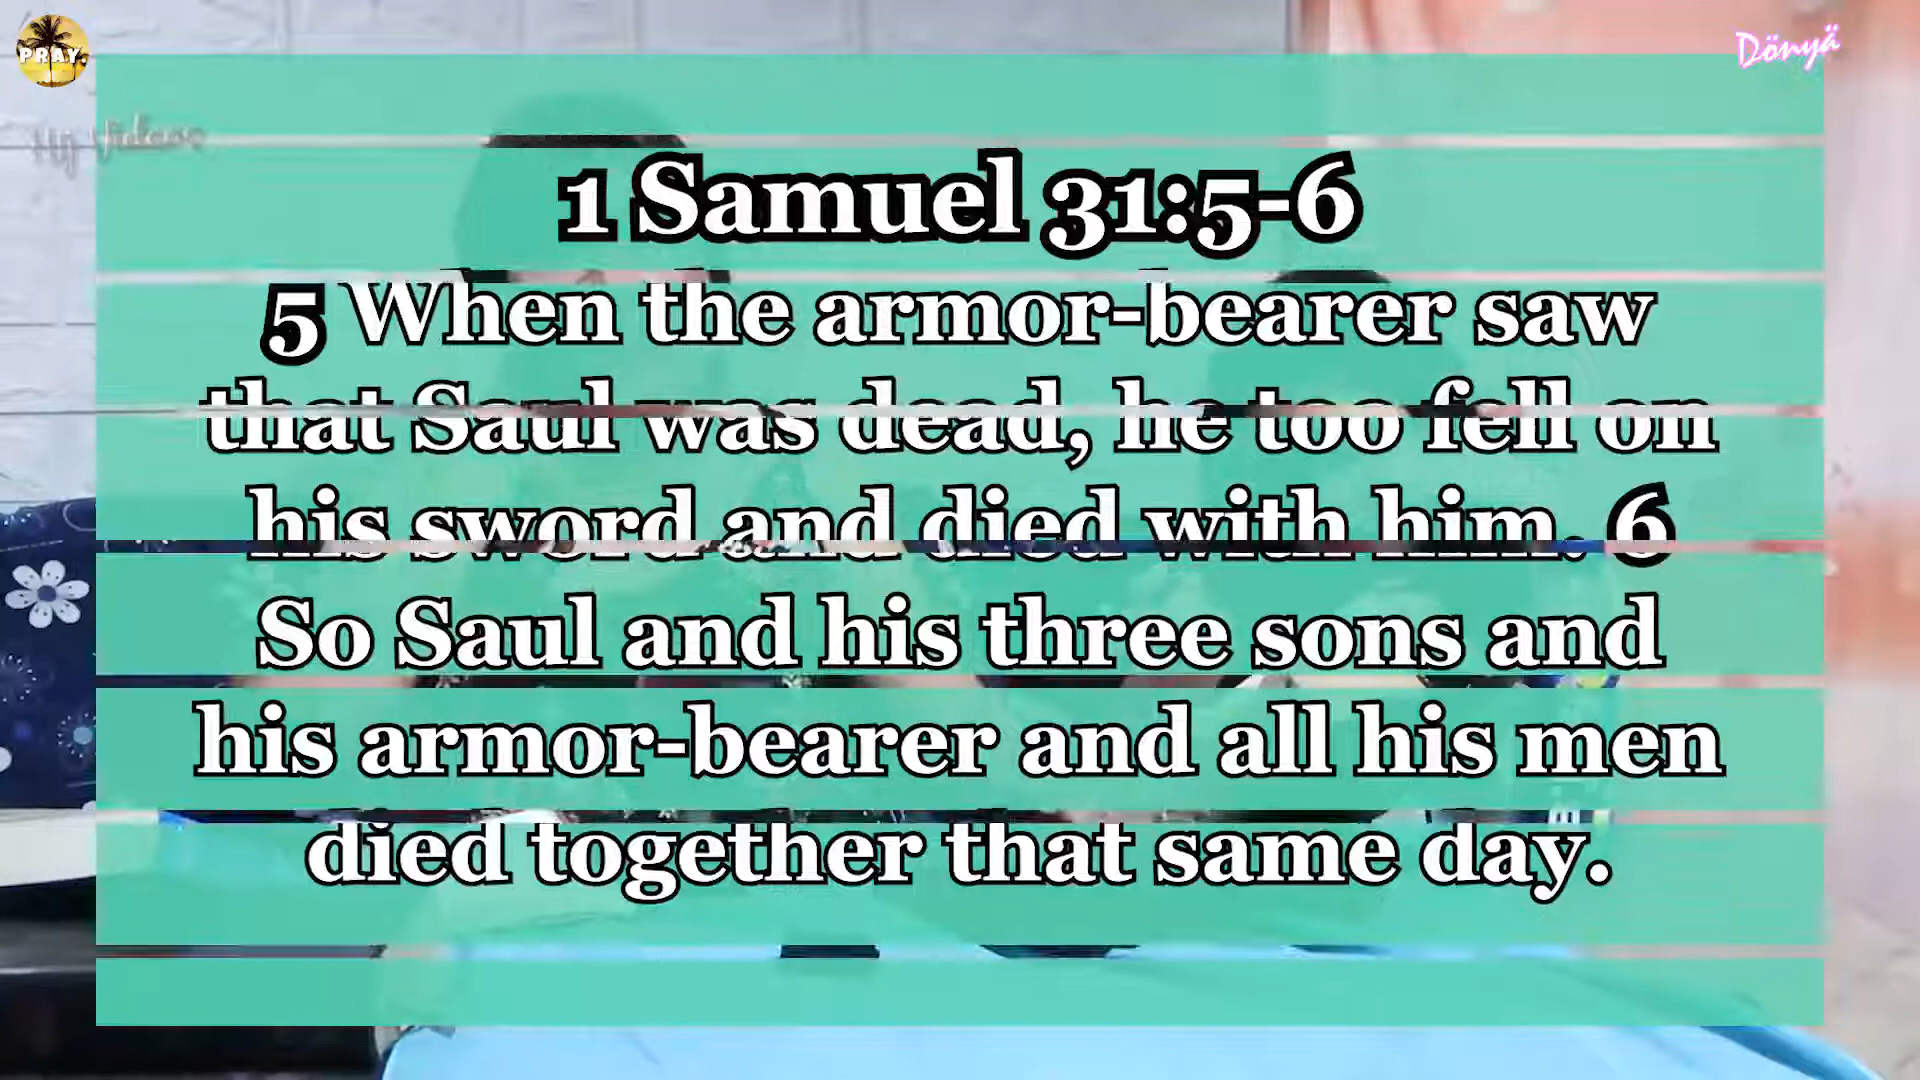 PRAY.
Dönyä
My Videos
1 Samuel 31:5-6
5 When the armor-bearer saw
that Saul was dead, he too fell on
his sword and died with him. 6
So Saul and his three sons and
his armor-bearer and all his men
died together that same day.